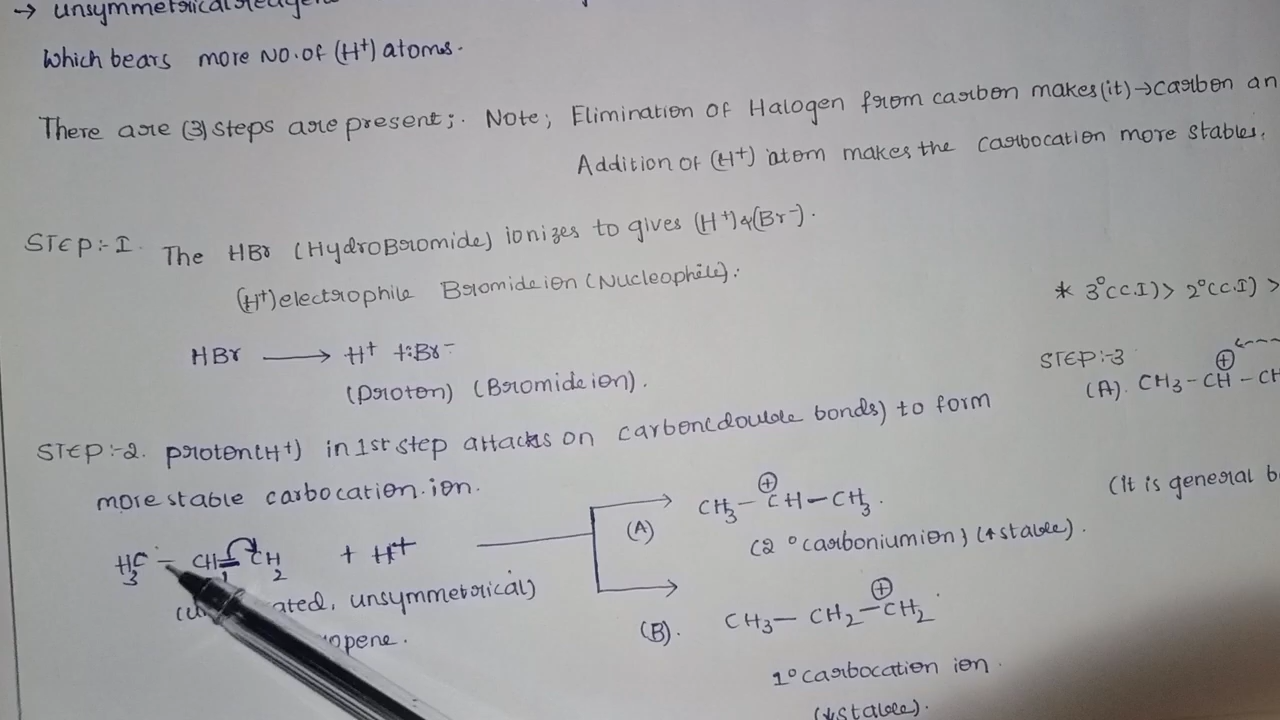 → unsymmetrical
Which bears more No. of (H⁺) atoms.
There are (3) steps are present;. Note; Elimination of Halogen from carbon makes (it) → carbon an
Addition of (H⁺) atom makes the carbocation more stables.
STEP:-I. The HBr (HydroBromide) ionizes to gives (H⁺) & (Br⁻).
(H⁺) electrophile Bromide ion (Nucleophile).
* 3°(C.I) > 2°(C.I) >
HBr ⟶ H⁺ + :Br⁻
(Proton) (Bromide ion).
STEP:-3
(A). CH₃ - CH⊕ - CH
STEP:-2. proten(H⁺) in 1st step attacks on carbon(double bonds) to form
more stable carbocation. ion.
(It is general b
H₃C - CH = CH₂ + H⁺
1 2
(A) CH₃ - CH⊕ - CH₃.
(2° carboniumion) (↑stable).
ated, unsymmetorical)
opene.
(B). CH₃ - CH₂ - CH₂⊕
1° carbocation ion.
(↓stable).